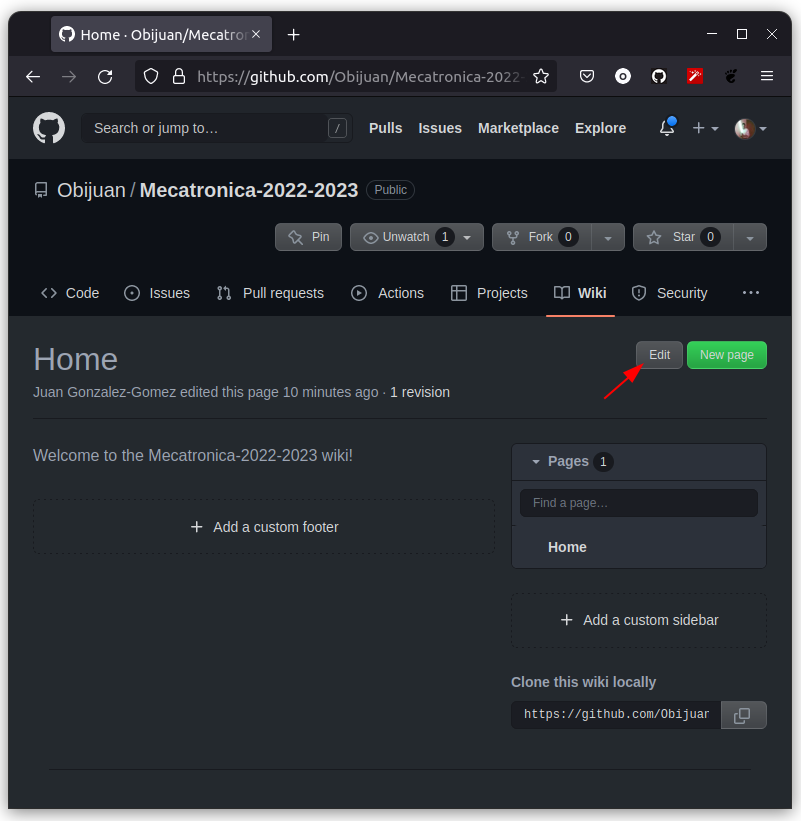 Home · Obijuan/Mecatron
https://github.com/Obijuan/Mecatronica-2022-
Search or jump to… / Pulls Issues Marketplace Explore
Obijuan / Mecatronica-2022-2023 Public
Pin Unwatch 1 Fork 0 Star 0
Code Issues Pull requests Actions Projects Wiki Security
Home Edit New page
Juan Gonzalez-Gomez edited this page 10 minutes ago · 1 revision
Welcome to the Mecatronica-2022-2023 wiki!
Add a custom footer
Pages 1
Find a page…
Home
Add a custom sidebar
Clone this wiki locally
https://github.com/Obijuan